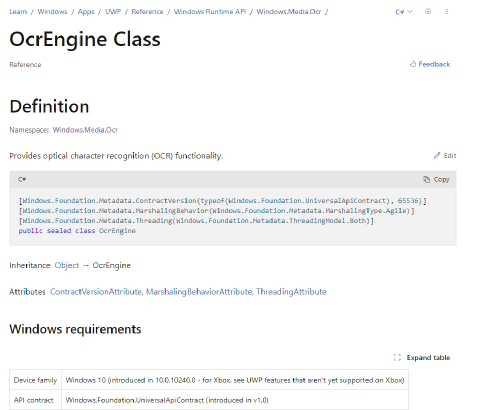 Learn / Windows / Apps / UWP / Reference / Windows Runtime API / Windows.Media.Ocr /
C#
OcrEngine Class
Reference
Feedback
Definition
Namespace: Windows.Media.Ocr
Provides optical character recognition (OCR) functionality.
Edit
C#
Copy
[Windows.Foundation.Metadata.ContractVersion(typeof(Windows.Foundation.UniversalApiContract), 65536)]
[Windows.Foundation.Metadata.MarshalingBehavior(Windows.Foundation.Metadata.MarshalingType.Agile)]
[Windows.Foundation.Metadata.Threading(Windows.Foundation.Metadata.ThreadingModel.Both)]
public sealed class OcrEngine
Inheritance Object → OcrEngine
Attributes ContractVersionAttribute, MarshalingBehaviorAttribute, ThreadingAttribute
Windows requirements
Expand table
Device family Windows 10 (introduced in 10.0.10240.0 - for Xbox, see UWP features that aren't yet supported on Xbox)
API contract Windows.Foundation.UniversalApiContract (introduced in v1.0)